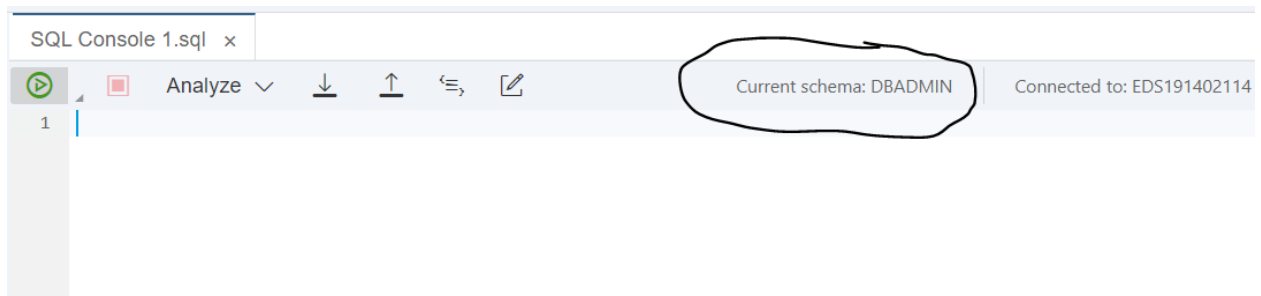 SQL Console 1.sql ×
Analyze Current schema: DBADMIN Connected to: EDS191402114
1